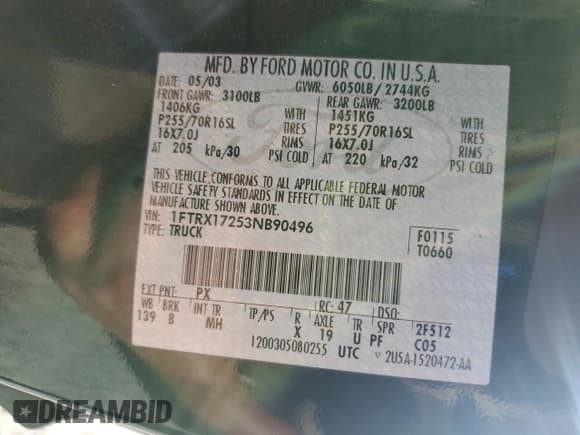 MFD. BY FORD MOTOR CO. IN U.S.A.
DATE 05/03 GVWR: 6050LB/2744KG
FRONT GAWR: 3100LB REAR GAWR: 3200LB
1406KG WITH 1451KG WITH
P255/70R16SL TIRES P255/70R16SL TIRES
16X7.0J RIMS 16X7.0J RIMS
AT 205 kPa/30 PSI COLD AT 220 kPa/32 PSI COLD
Ford
THIS VEHICLE CONFORMS TO ALL APPLICABLE FEDERAL MOTOR
VEHICLE SAFETY STANDARDS IN EFFECT ON THE DATE OF
MANUFACTURE SHOWN ABOVE.
VIN: 1FTRX17253NB90496 F0115
TYPE: TRUCK T0660
EXT PNT: PX RC: 47 DSO:
WB BRK INT TR TP/PS R AXLE TR SPR 2F512
139 B MH X 19 U PF C05
1200305080255 UTC 2U5A-1520472-AA
DREAMBID